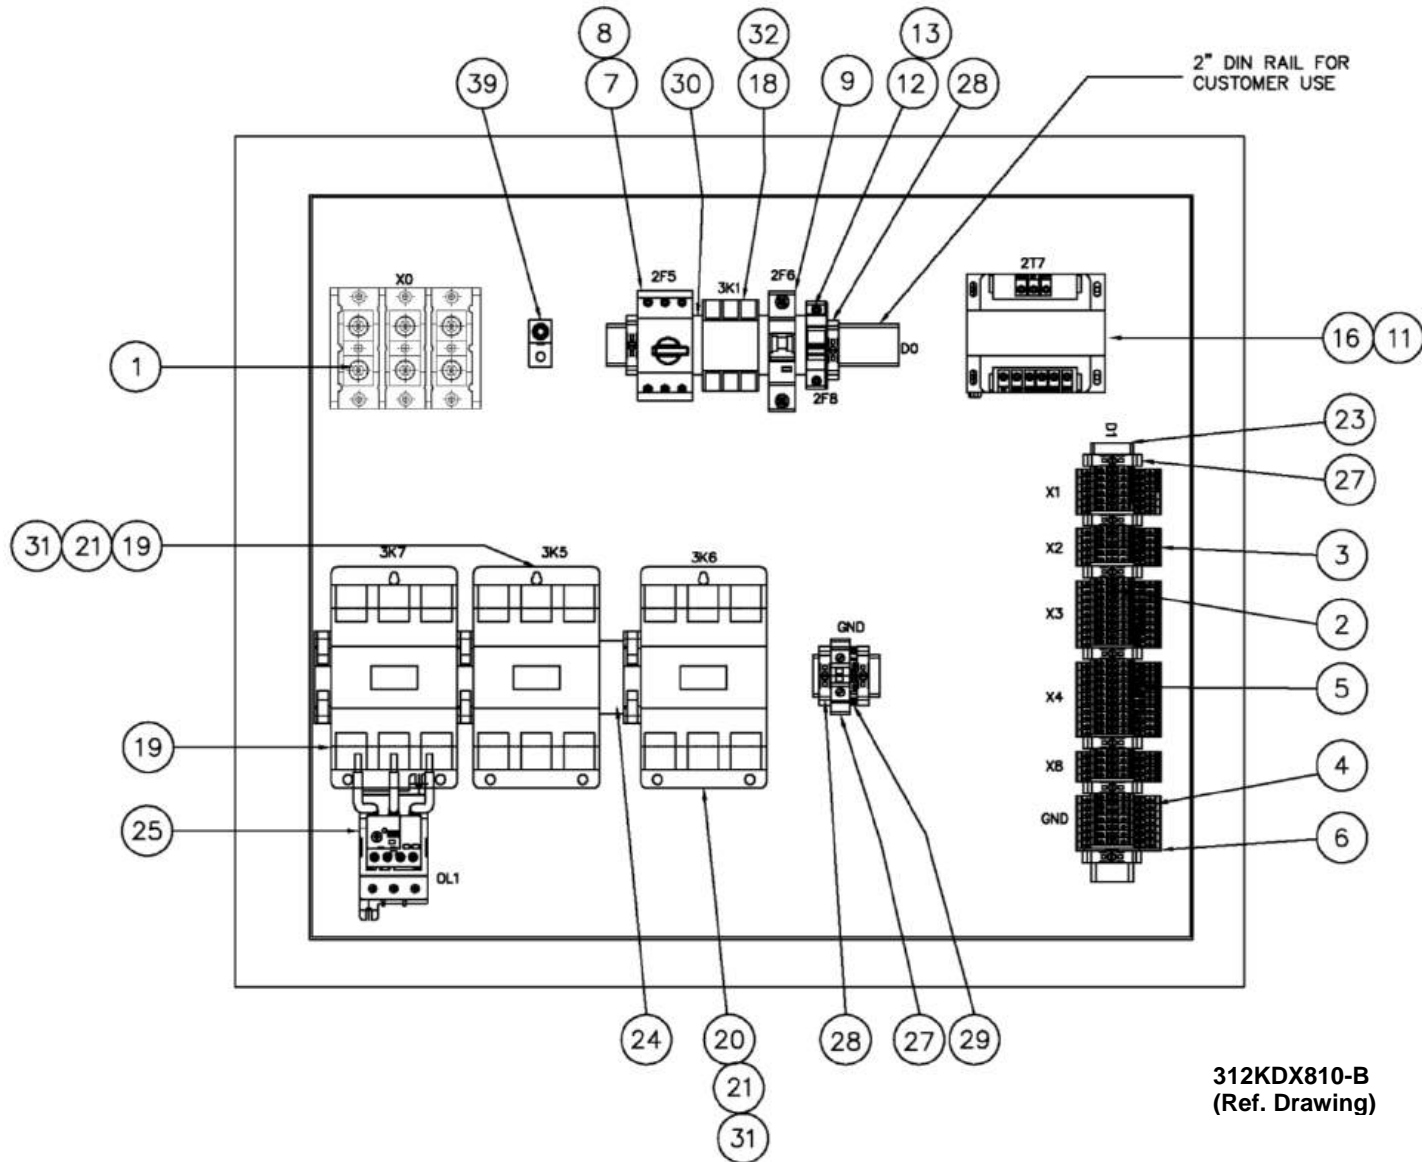 8
32
13
39
7
30
18
9
12
28
2" DIN RAIL FOR
CUSTOMER USE
X0
2F5
3K1
2F6
2F8
D0
2T7
1
16
11
D1
23
27
X1
X2
3
X3
2
X4
5
X8
4
GND
6
31
21
19
3K7
3K5
3K6
GND
19
25
OL1
24
20
28
27
29
21
31
312KDX810-B
(Ref. Drawing)